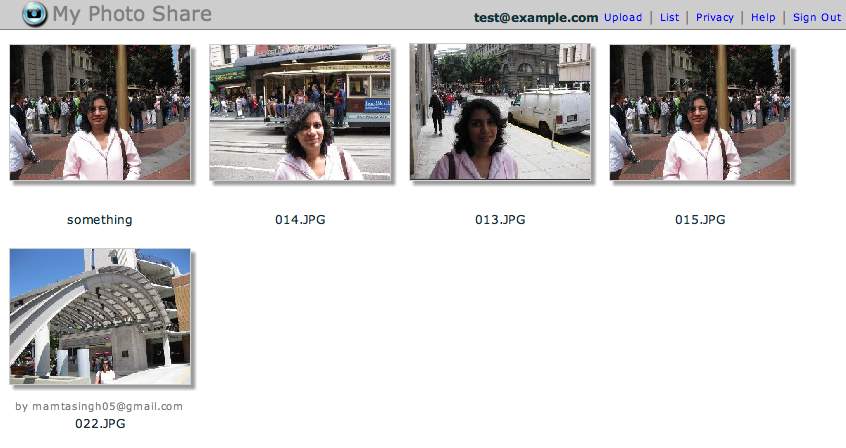 My Photo Share
test@example.com Upload | List | Privacy | Help | Sign Out
something 014.JPG 013.JPG 015.JPG
by mamtasingh05@gmail.com
022.JPG